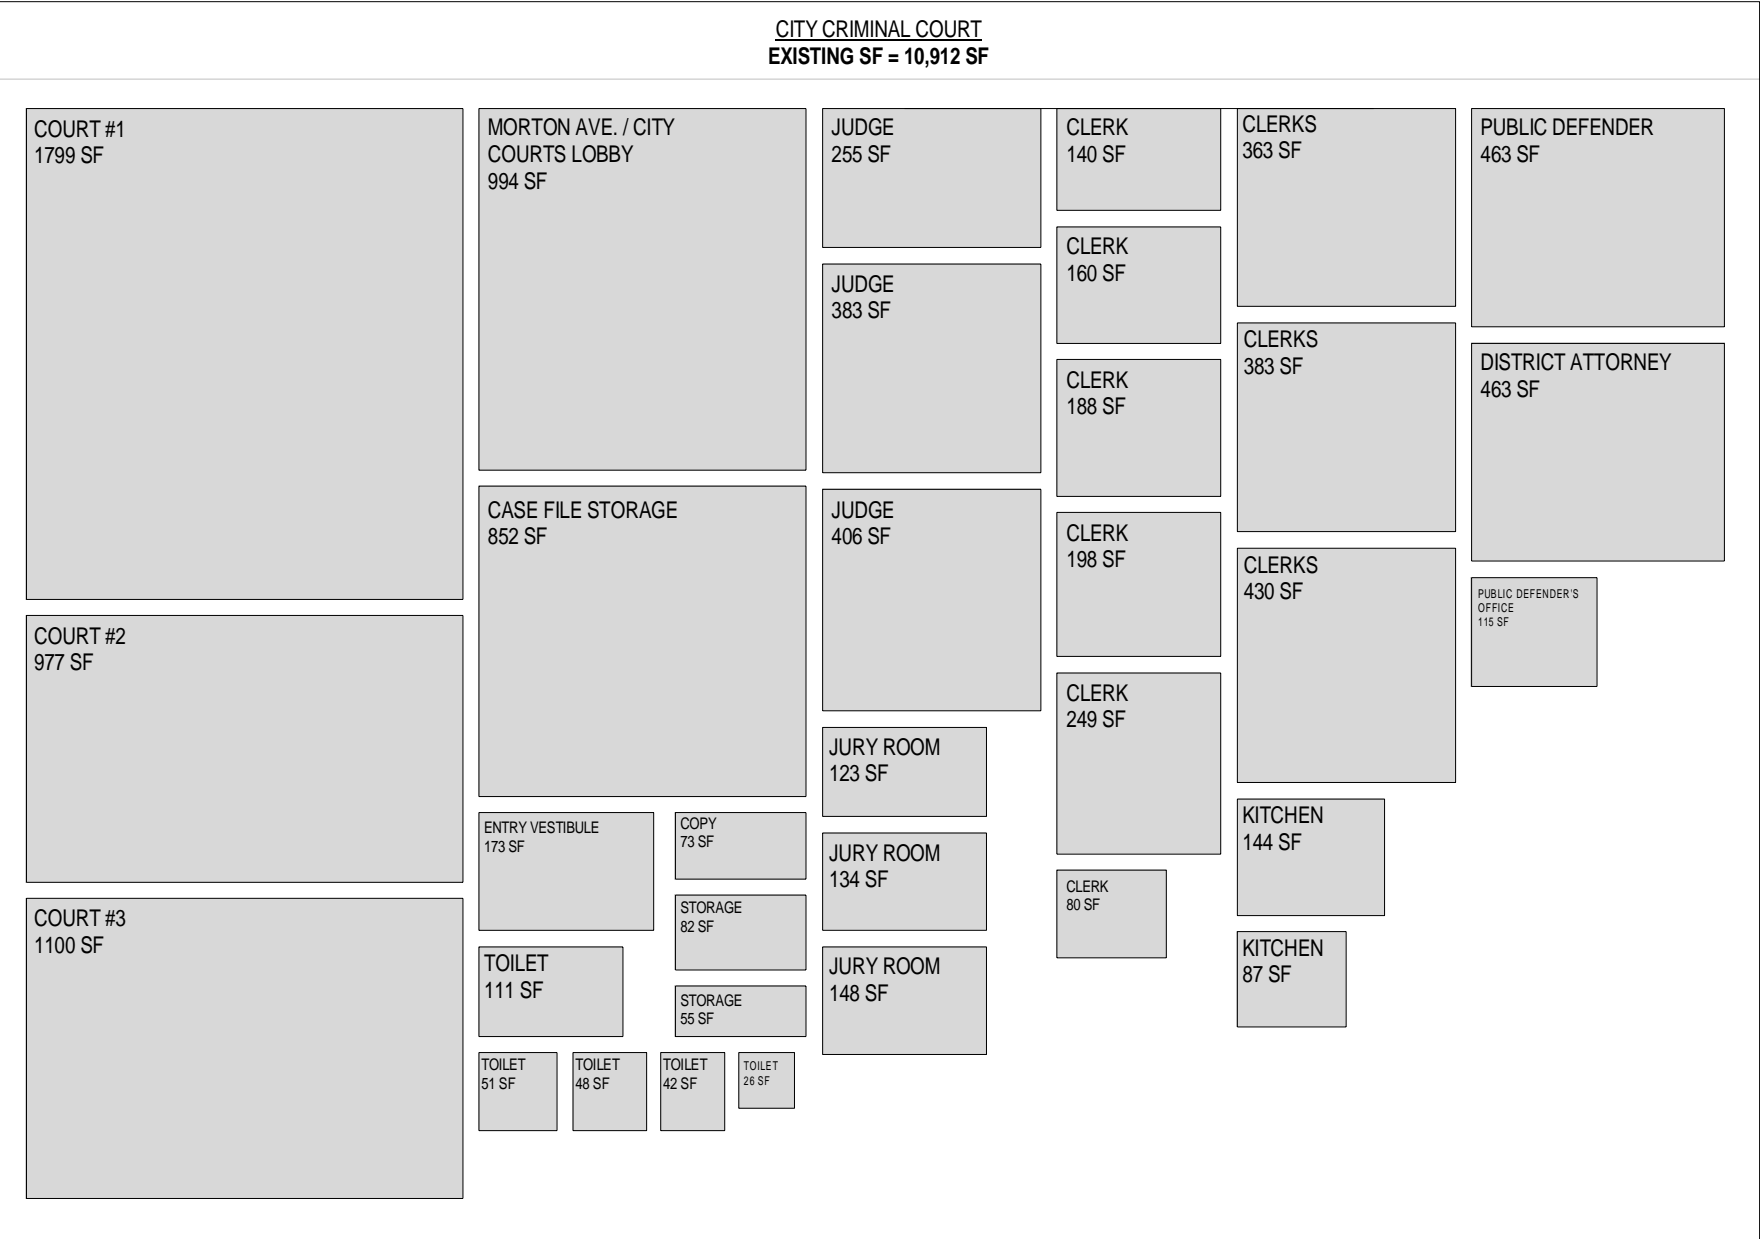 CITY CRIMINAL COURT
EXISTING SF = 10,912 SF
COURT #1
1799 SF
COURT #2
977 SF
COURT #3
1100 SF
MORTON AVE. / CITY
COURTS LOBBY
994 SF
CASE FILE STORAGE
852 SF
ENTRY VESTIBULE
173 SF
COPY
73 SF
STORAGE
82 SF
TOILET
111 SF
STORAGE
55 SF
TOILET
51 SF
TOILET
48 SF
TOILET
42 SF
TOILET
26 SF
JUDGE
255 SF
JUDGE
383 SF
JUDGE
406 SF
JURY ROOM
123 SF
JURY ROOM
134 SF
JURY ROOM
148 SF
CLERK
140 SF
CLERK
160 SF
CLERK
188 SF
CLERK
198 SF
CLERK
249 SF
CLERK
80 SF
CLERKS
363 SF
CLERKS
383 SF
CLERKS
430 SF
KITCHEN
144 SF
KITCHEN
87 SF
PUBLIC DEFENDER
463 SF
DISTRICT ATTORNEY
463 SF
PUBLIC DEFENDER'S
OFFICE
115 SF